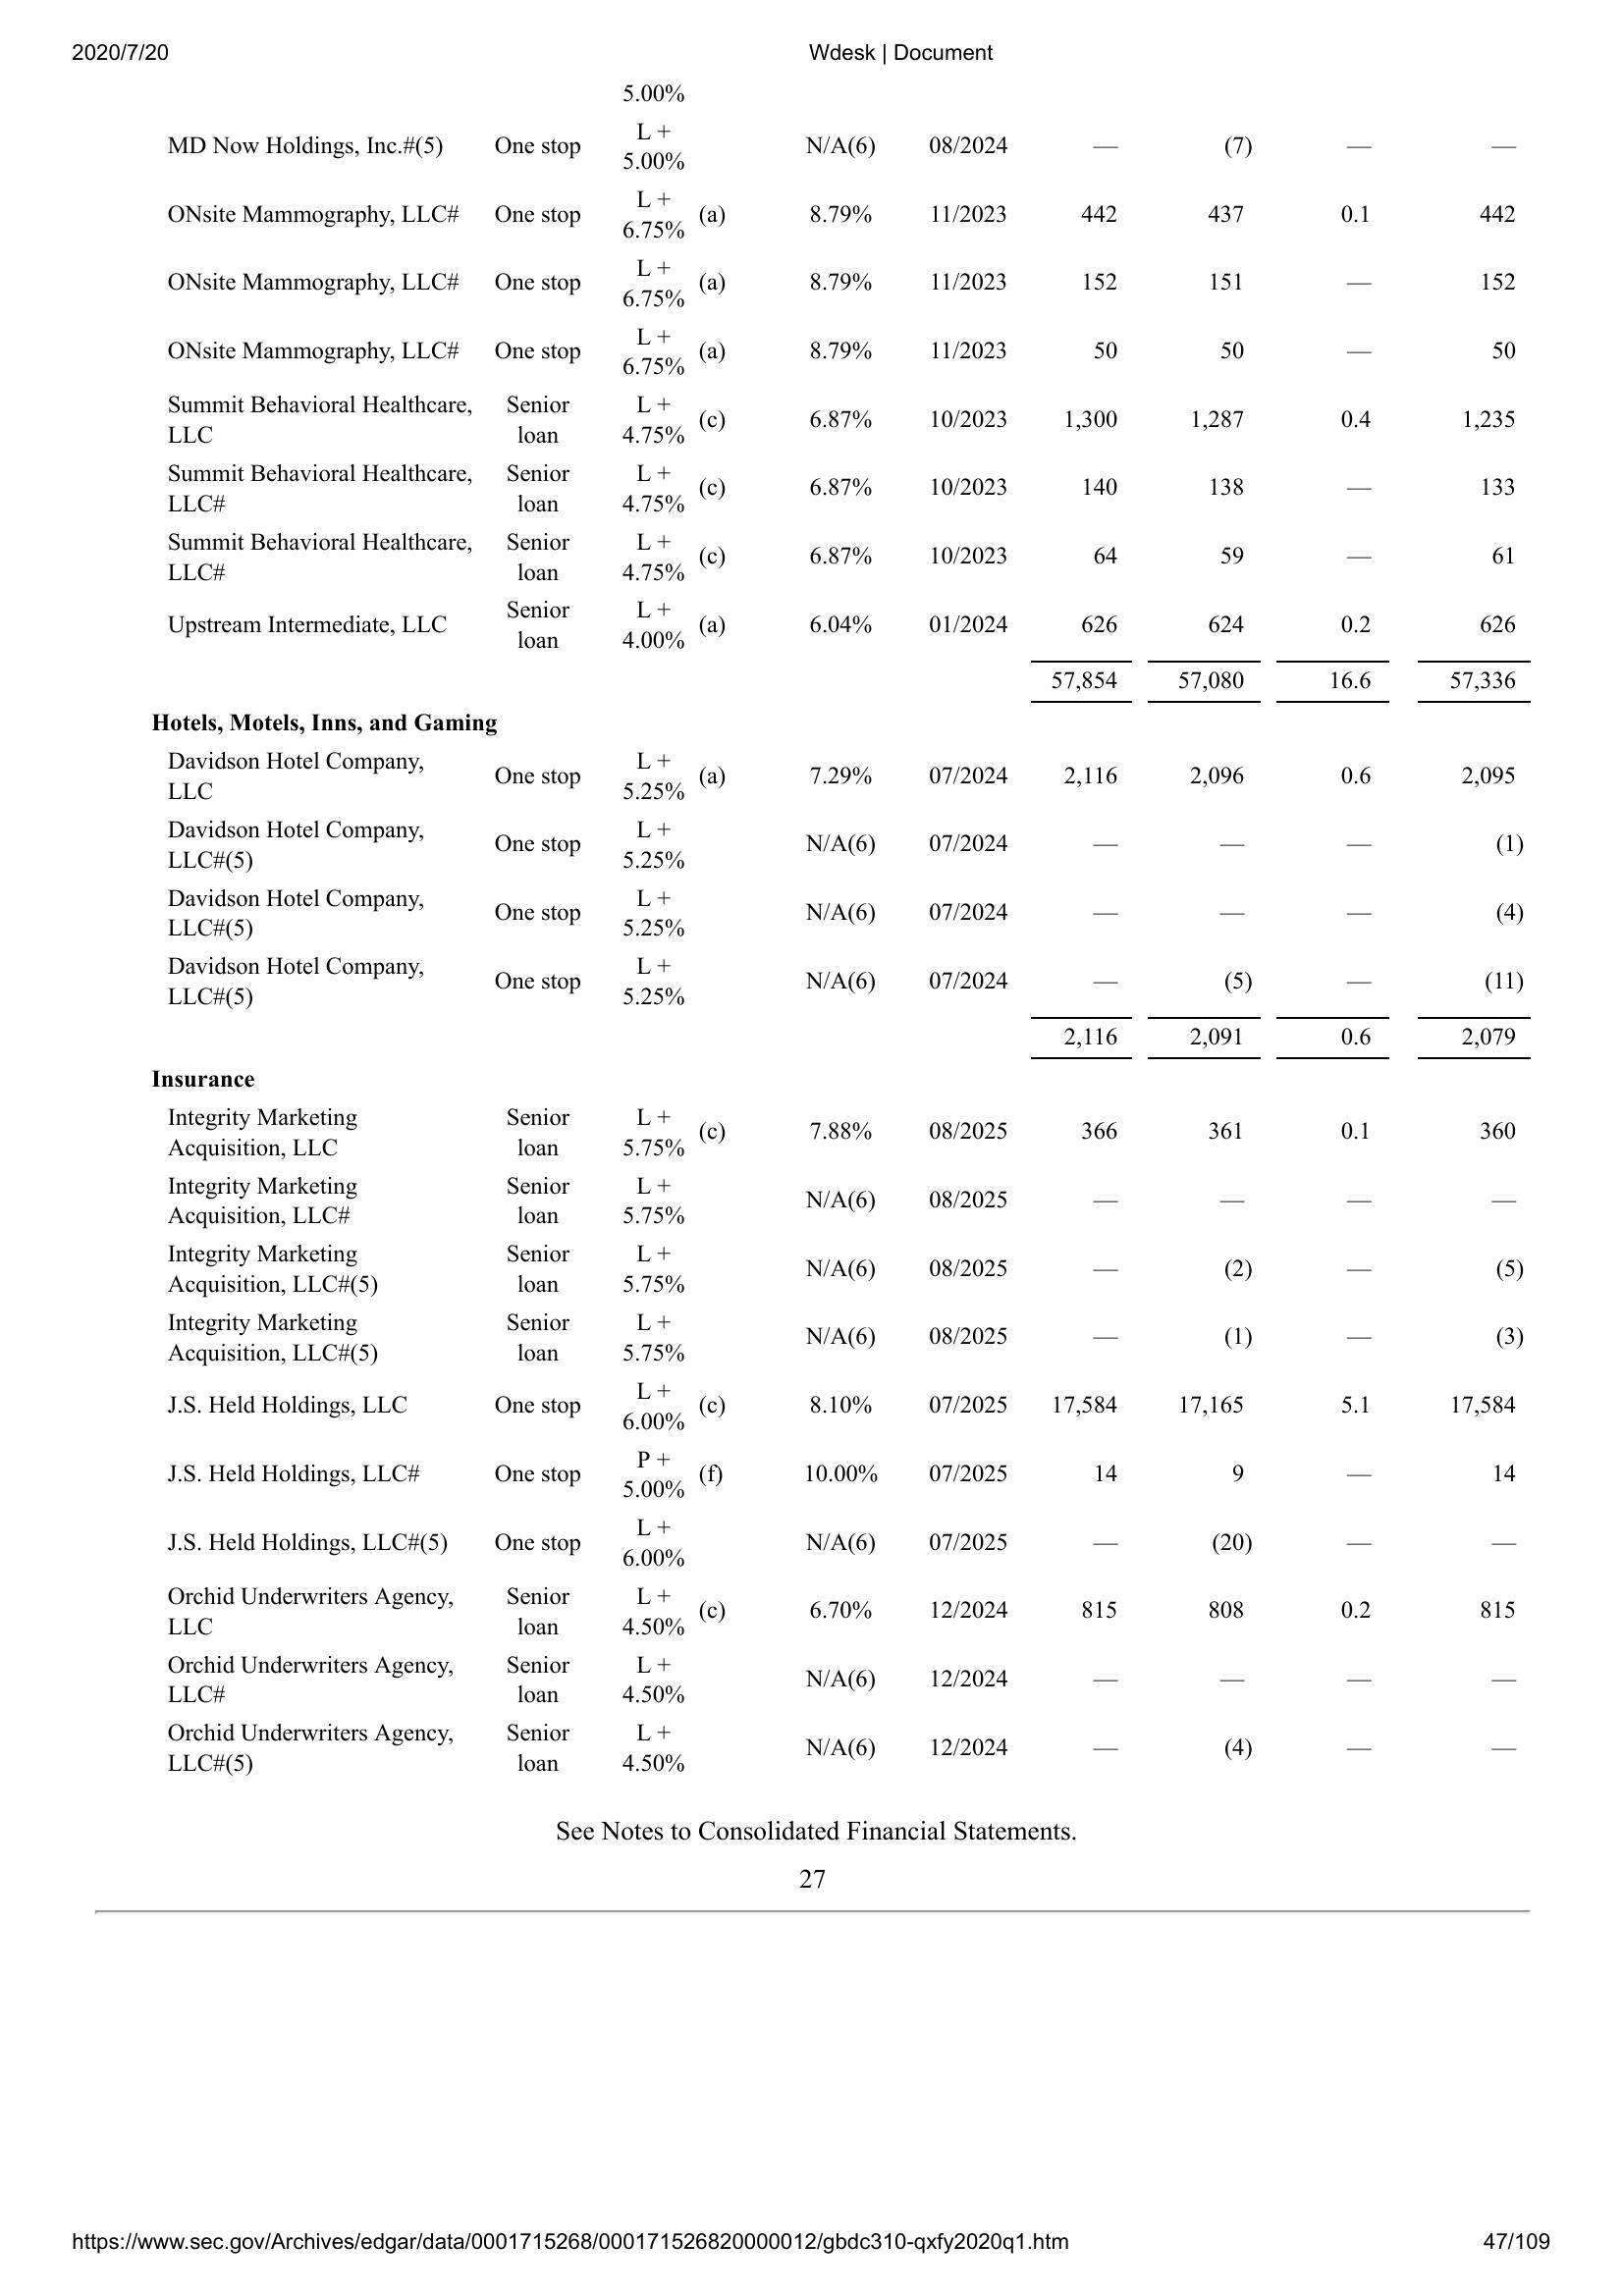 2020/7/20 Wdesk | Document
5.00%
MD Now Holdings, Inc.#(5) One stop L + 5.00% N/A(6) 08/2024 — (7) — —
ONsite Mammography, LLC# One stop L + 6.75% (a) 8.79% 11/2023 442 437 0.1 442
ONsite Mammography, LLC# One stop L + 6.75% (a) 8.79% 11/2023 152 151 — 152
ONsite Mammography, LLC# One stop L + 6.75% (a) 8.79% 11/2023 50 50 — 50
Summit Behavioral Healthcare, LLC Senior loan L + 4.75% (c) 6.87% 10/2023 1,300 1,287 0.4 1,235
Summit Behavioral Healthcare, LLC# Senior loan L + 4.75% (c) 6.87% 10/2023 140 138 — 133
Summit Behavioral Healthcare, LLC# Senior loan L + 4.75% (c) 6.87% 10/2023 64 59 — 61
Upstream Intermediate, LLC Senior loan L + 4.00% (a) 6.04% 01/2024 626 624 0.2 626
57,854 57,080 16.6 57,336
Hotels, Motels, Inns, and Gaming
Davidson Hotel Company, LLC One stop L + 5.25% (a) 7.29% 07/2024 2,116 2,096 0.6 2,095
Davidson Hotel Company, LLC#(5) One stop L + 5.25% N/A(6) 07/2024 — — — (1)
Davidson Hotel Company, LLC#(5) One stop L + 5.25% N/A(6) 07/2024 — — — (4)
Davidson Hotel Company, LLC#(5) One stop L + 5.25% N/A(6) 07/2024 — (5) — (11)
2,116 2,091 0.6 2,079
Insurance
Integrity Marketing Acquisition, LLC Senior loan L + 5.75% (c) 7.88% 08/2025 366 361 0.1 360
Integrity Marketing Acquisition, LLC# Senior loan L + 5.75% N/A(6) 08/2025 — — — —
Integrity Marketing Acquisition, LLC#(5) Senior loan L + 5.75% N/A(6) 08/2025 — (2) — (5)
Integrity Marketing Acquisition, LLC#(5) Senior loan L + 5.75% N/A(6) 08/2025 — (1) — (3)
J.S. Held Holdings, LLC One stop L + 6.00% (c) 8.10% 07/2025 17,584 17,165 5.1 17,584
J.S. Held Holdings, LLC# One stop P + 5.00% (f) 10.00% 07/2025 14 9 — 14
J.S. Held Holdings, LLC#(5) One stop L + 6.00% N/A(6) 07/2025 — (20) — —
Orchid Underwriters Agency, LLC Senior loan L + 4.50% (c) 6.70% 12/2024 815 808 0.2 815
Orchid Underwriters Agency, LLC# Senior loan L + 4.50% N/A(6) 12/2024 — — — —
Orchid Underwriters Agency, LLC#(5) Senior loan L + 4.50% N/A(6) 12/2024 — (4) — —
See Notes to Consolidated Financial Statements.
27
https://www.sec.gov/Archives/edgar/data/0001715268/000171526820000012/gbdc310-qxfy2020q1.htm 47/109